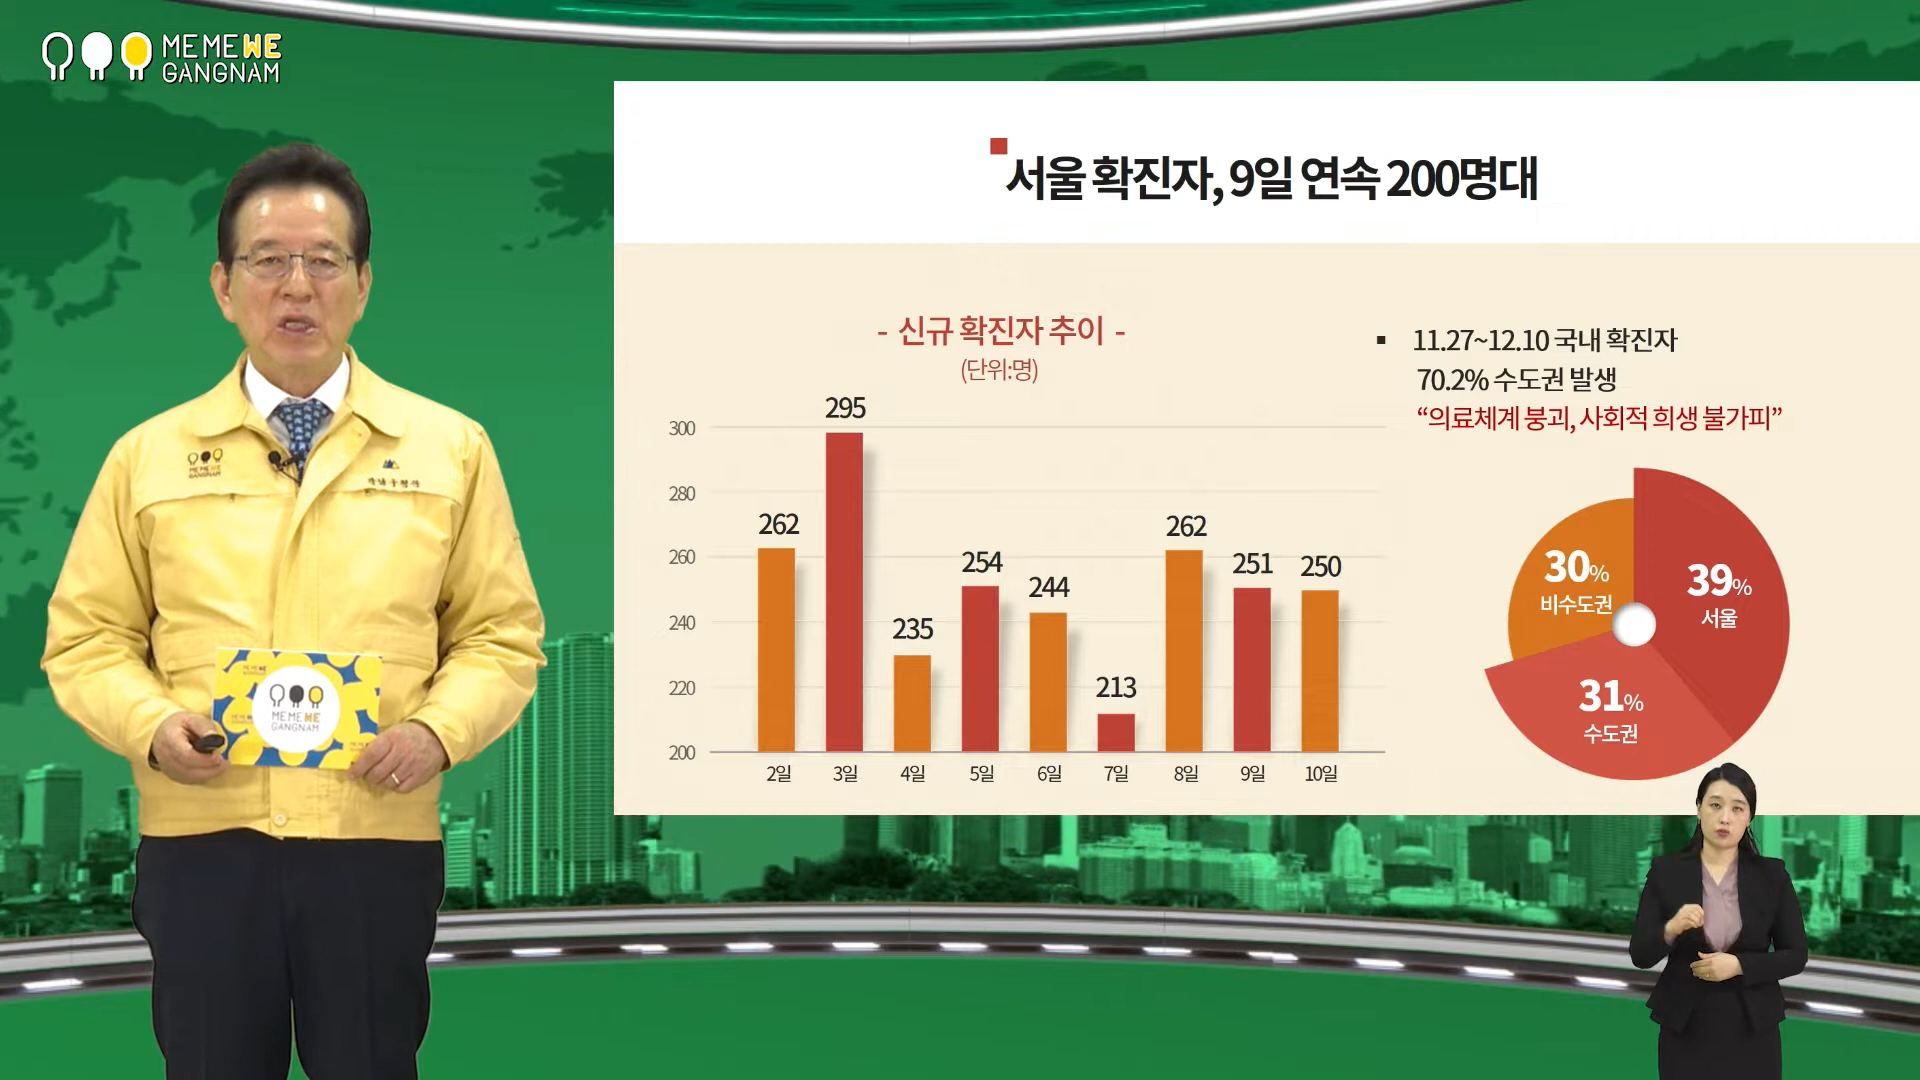 MEMEWE
GANGNAM
서울 확진자, 9일 연속 200명대
- 신규 확진자 추이 -
(단위:명)
300
280
260
240
220
200
262
295
235
254
244
213
262
251
250
2일
3일
4일
5일
6일
7일
8일
9일
10일
▪ 11.27~12.10 국내 확진자
70.2% 수도권 발생
“의료체계 붕괴, 사회적 희생 불가피”
30%
비수도권
39%
서울
31%
수도권
MEMEWE
GANGNAM
MEMEWE
GANGNAM